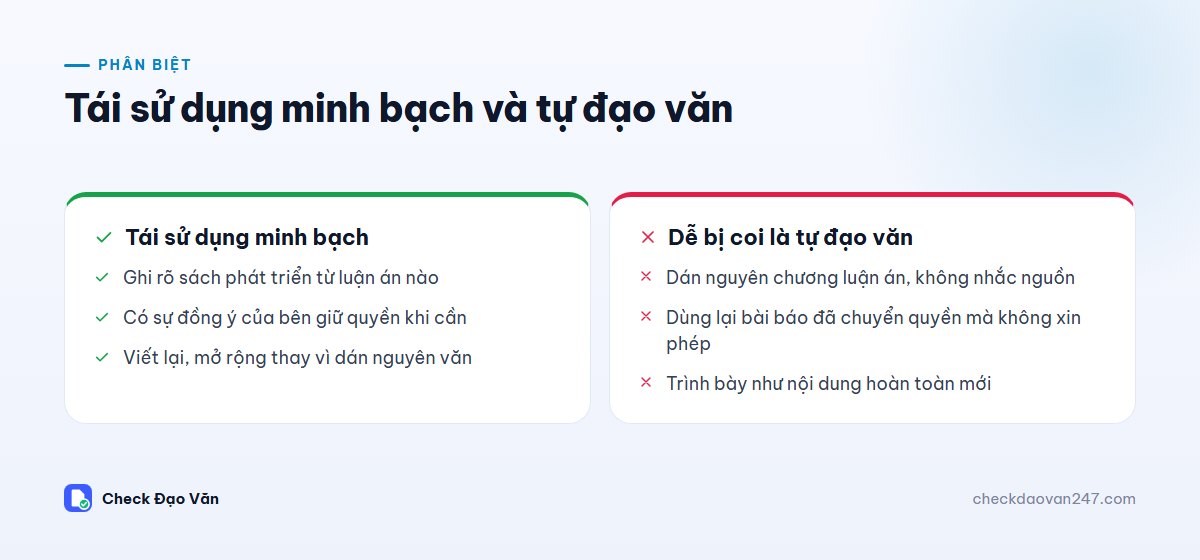 PHÂN BIỆT
Tái sử dụng minh bạch và tự đạo văn
Tái sử dụng minh bạch
Ghi rõ sách phát triển từ luận án nào
Có sự đồng ý của bên giữ quyền khi cần
Viết lại, mở rộng thay vì dán nguyên văn
Dễ bị coi là tự đạo văn
Dán nguyên chương luận án, không nhắc nguồn
Dùng lại bài báo đã chuyển quyền mà không xin
phép
Trình bày như nội dung hoàn toàn mới
Check Đạo Văn
checkdaovan247.com